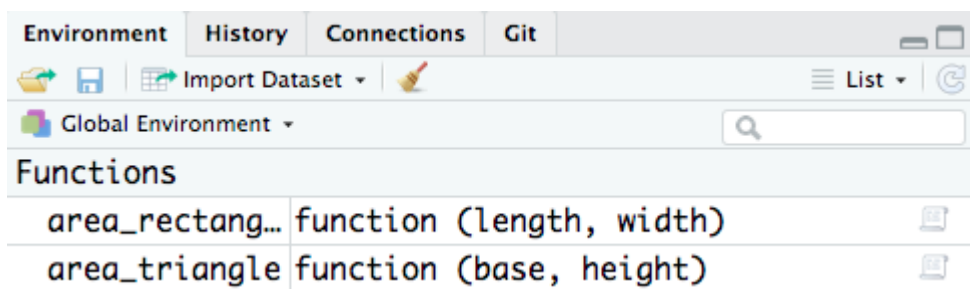 Environment History Connections Git
Import Dataset List
Global Environment
Functions
area_rectang… function (length, width)
area_triangle function (base, height)